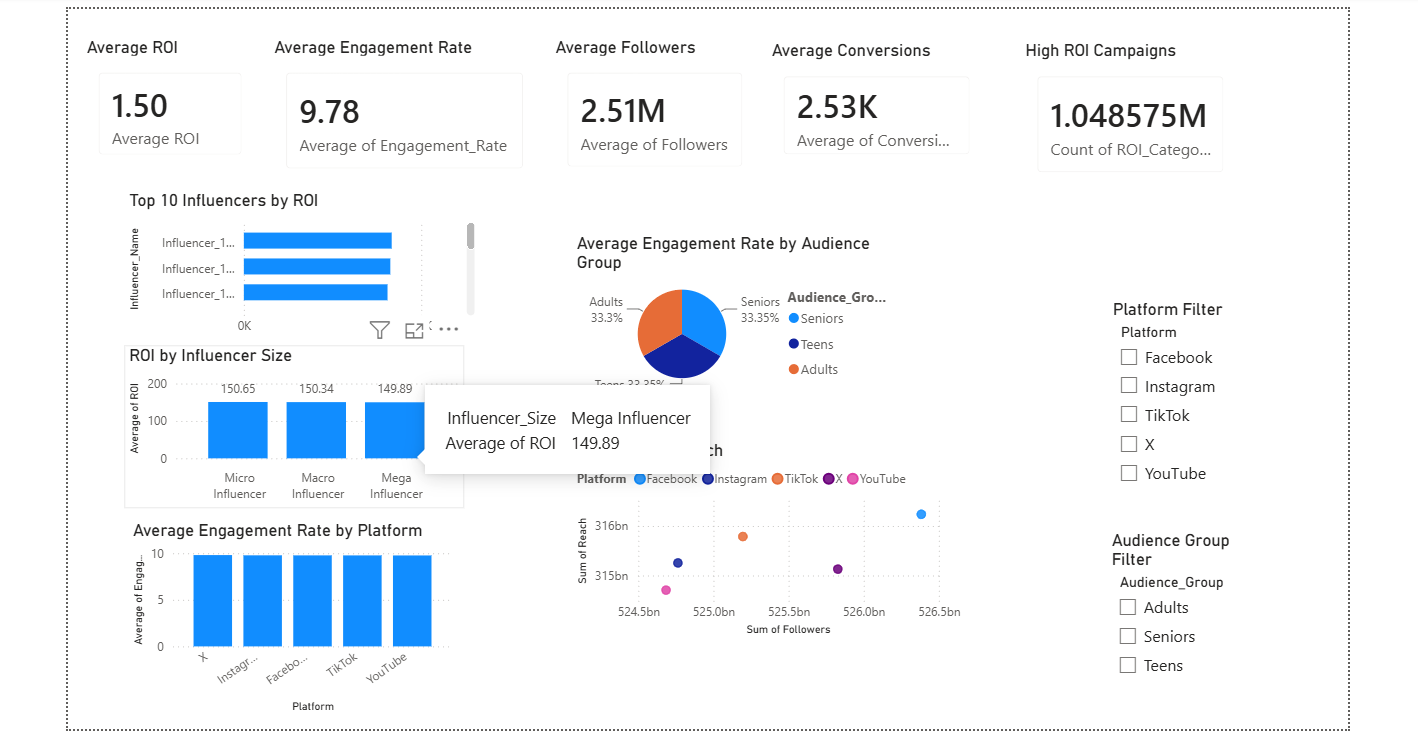 Average ROI
1.50
Average ROI
Average Engagement Rate
9.78
Average of Engagement_Rate
Average Followers
2.51M
Average of Followers
Average Conversions
2.53K
Average of Conversi...
High ROI Campaigns
1.048575M
Count of ROI_Catego...
Top 10 Influencers by ROI
Influencer_Name
Influencer_1...
Influencer_1...
Influencer_1...
0K
ROI by Influencer Size
Average of ROI
200
100
0
150.65
150.34
149.89
Micro Influencer
Macro Influencer
Mega Influencer
Influencer_Size Mega Influencer
Average of ROI 149.89
Average Engagement Rate by Platform
Average of Engag...
10
5
0
X
Instagr...
Facebo...
TikTok
YouTube
Platform
Average Engagement Rate by Audience
Group
Adults
33.3%
Seniors
33.35%
Teens 33.35%
Audience_Gro...
Seniors
Teens
Adults
Platform Facebook Instagram TikTok X YouTube
Sum of Reach
316bn
315bn
524.5bn 525.0bn 525.5bn 526.0bn 526.5bn
Sum of Followers
Platform Filter
Platform
Facebook
Instagram
TikTok
X
YouTube
Audience Group
Filter
Audience_Group
Adults
Seniors
Teens